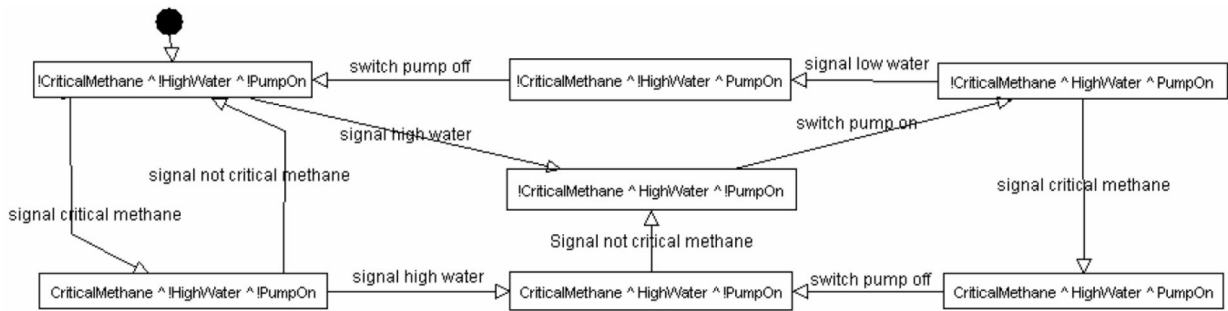 switch pump off
signal low water
!CriticalMethane ^ !HighWater ^ !PumpOn
!CriticalMethane ^ !HighWater ^ PumpOn
!CriticalMethane ^ HighWater ^ PumpOn
signal high water
switch pump on
signal not critical methane
!CriticalMethane ^ HighWater ^ !PumpOn
signal critical methane
signal critical methane
Signal not critical methane
signal high water
switch pump off
CriticalMethane ^ !HighWater ^ !PumpOn
CriticalMethane ^ HighWater ^ !PumpOn
CriticalMethane ^ HighWater ^ PumpOn